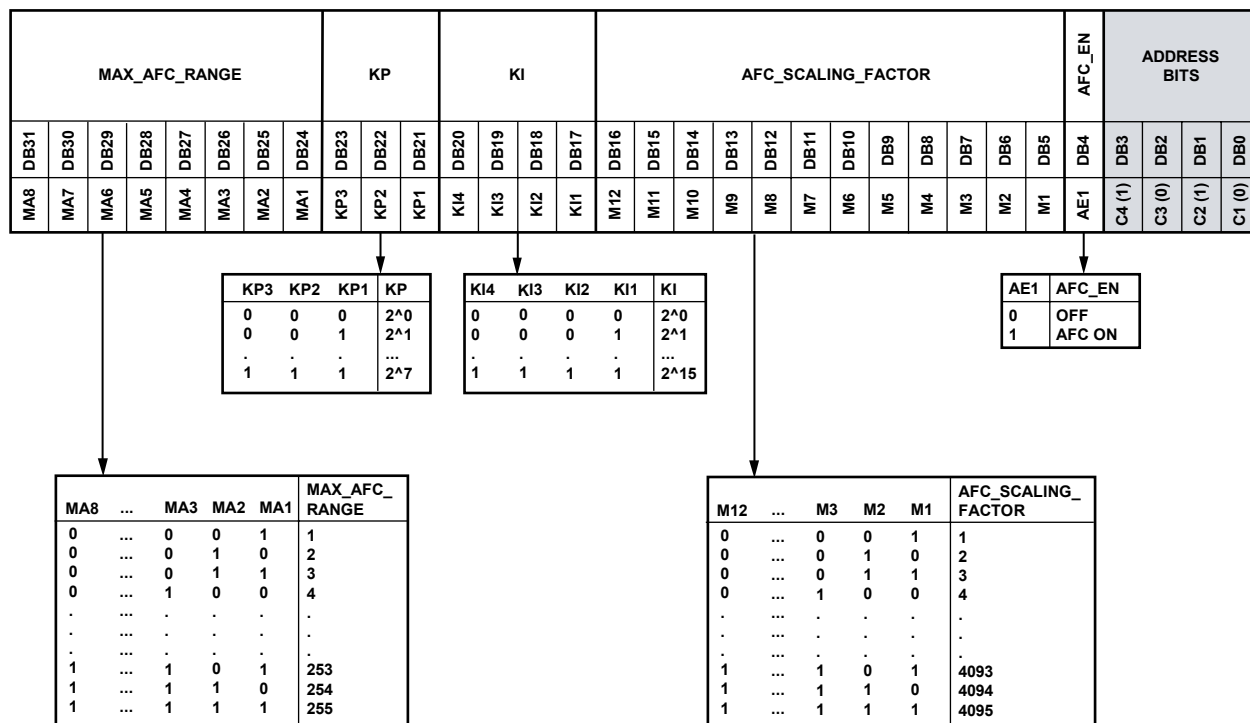 MAX_AFC_RANGE KP KI AFC_SCALING_FACTOR AFC_EN ADDRESS BITS
DB31 DB30 DB29 DB28 DB27 DB26 DB25 DB24 DB23 DB22 DB21 DB20 DB19 DB18 DB17 DB16 DB15 DB14 DB13 DB12 DB11 DB10 DB9 DB8 DB7 DB6 DB5 DB4 DB3 DB2 DB1 DB0
MA8 MA7 MA6 MA5 MA4 MA3 MA2 MA1 KP3 KP2 KP1 KI4 KI3 KI2 KI1 M12 M11 M10 M9 M8 M7 M6 M5 M4 M3 M2 M1 AE1 C4 (1) C3 (0) C2 (1) C1 (0)
KP3 KP2 KP1 KP
0 0 0 2^0
0 0 1 2^1
. . . ...
1 1 1 2^7
KI4 KI3 KI2 KI1 KI
0 0 0 0 2^0
0 0 0 1 2^1
. . . . ...
1 1 1 1 2^15
AE1 AFC_EN
0 OFF
1 AFC ON
MA8 ... MA3 MA2 MA1 MAX_AFC_
RANGE
0 ... 0 0 1 1
0 ... 0 1 0 2
0 ... 0 1 1 3
0 ... 1 0 0 4
. ... . . . .
. ... . . . .
. ... . . . .
1 ... 1 0 1 253
1 ... 1 1 0 254
1 ... 1 1 1 255
M12 ... M3 M2 M1 AFC_SCALING_
FACTOR
0 ... 0 0 1 1
0 ... 0 1 0 2
0 ... 0 1 1 3
0 ... 1 0 0 4
. ... . . . .
. ... . . . .
. ... . . . .
1 ... 1 0 1 4093
1 ... 1 1 0 4094
1 ... 1 1 1 4095